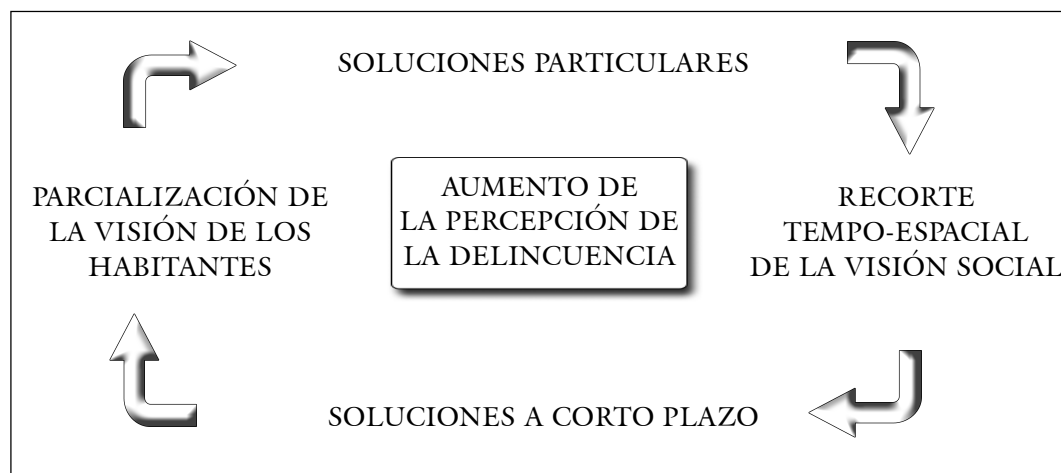 SOLUCIONES PARTICULARES
PARCIALIZACIÓN DE
LA VISIÓN DE LOS
HABITANTES
AUMENTO DE
LA PERCEPCIÓN DE
LA DELINCUENCIA
RECORTE
TEMPO-ESPACIAL
DE LA VISIÓN SOCIAL
SOLUCIONES A CORTO PLAZO